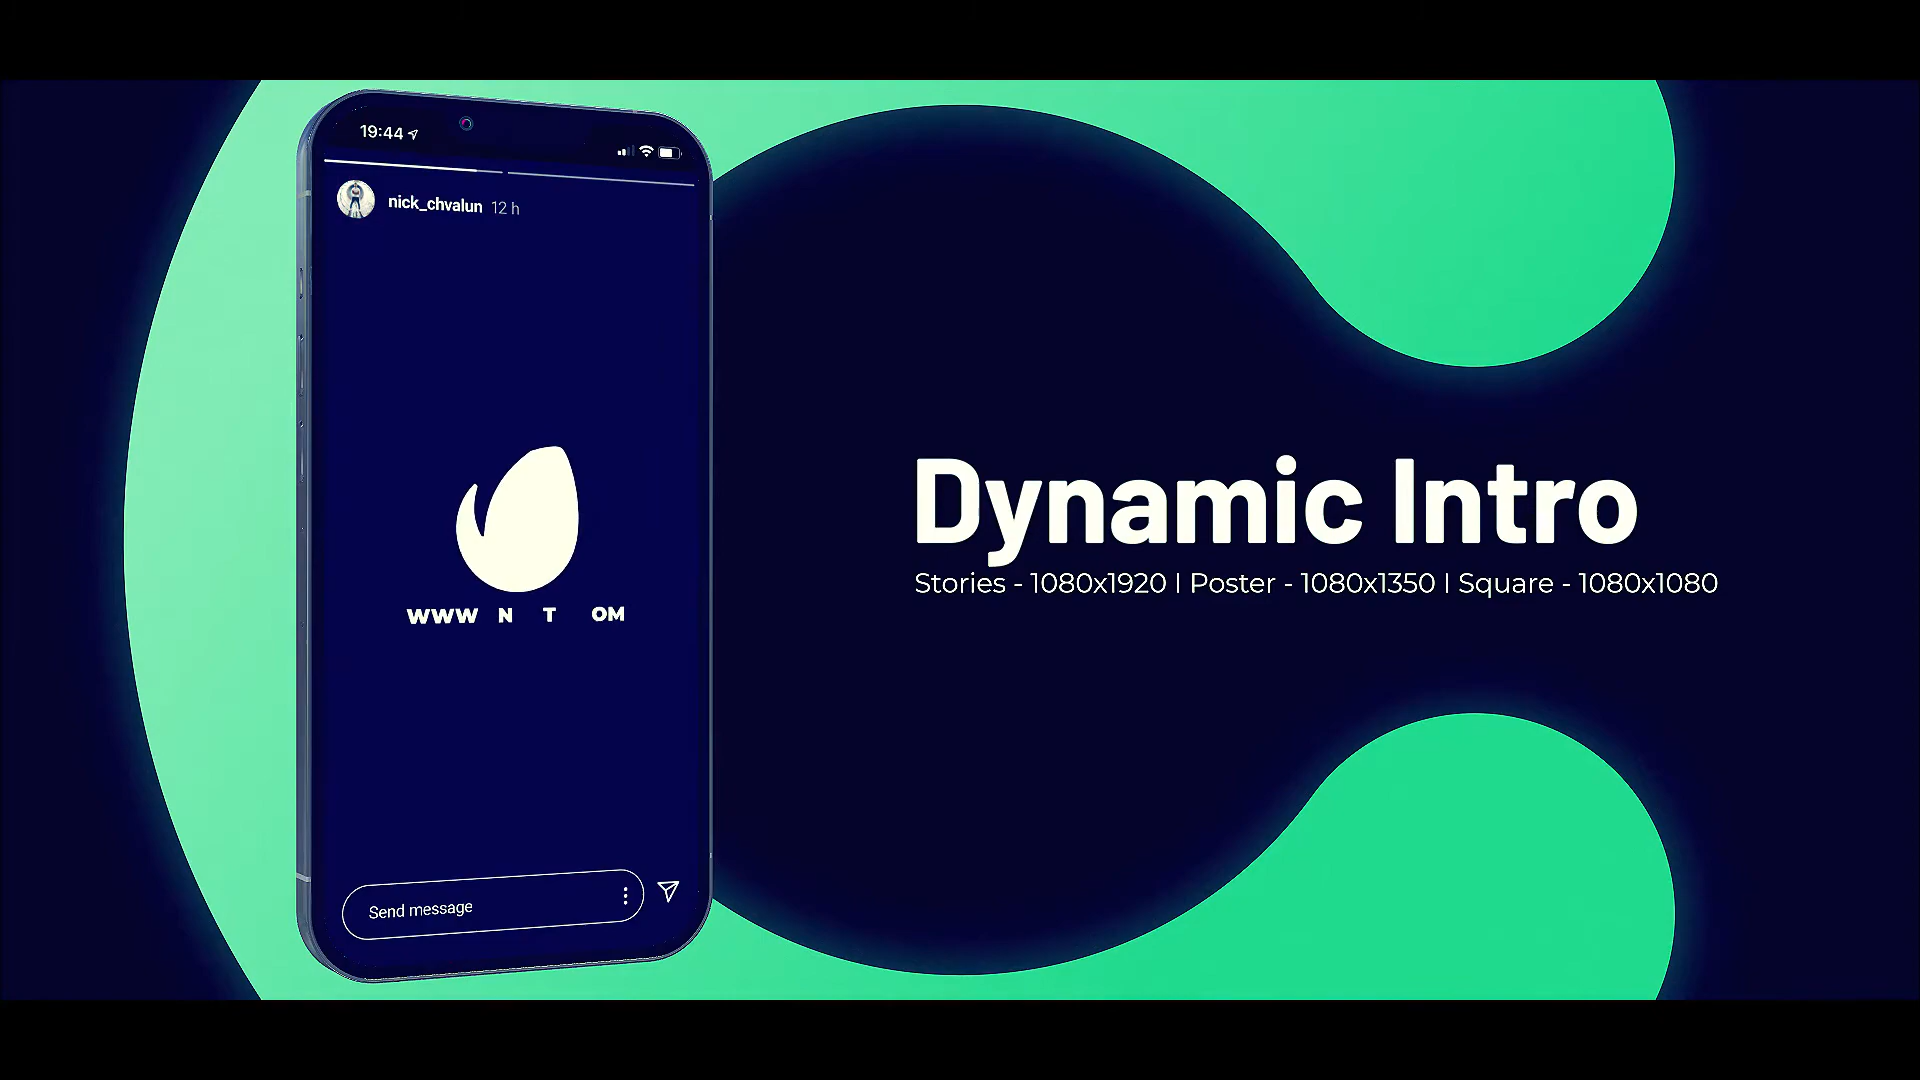 19:44
nick_chvalun 12 h
WWW N T OM
Send message
Dynamic Intro
Stories - 1080x1920 | Poster - 1080x1350 | Square - 1080x1080